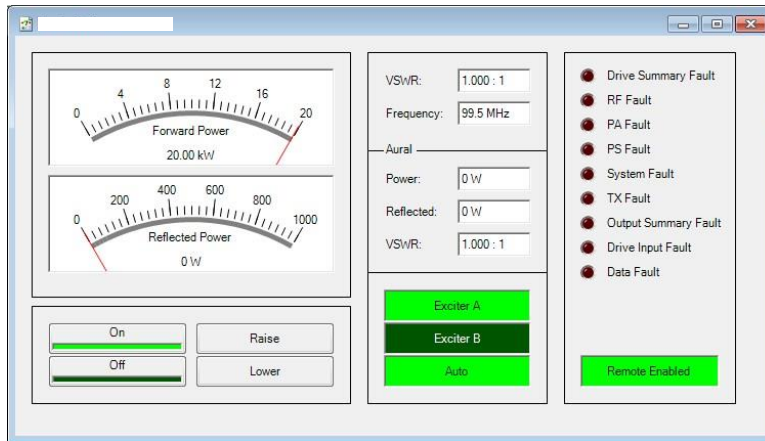 0 4 8 12 16 20
Forward Power
20.00 kW
0 200 400 600 800 1000
Reflected Power
0 W
On
Raise
Off
Lower
VSWR: 1.000 : 1
Frequency: 99.5 MHz
Aural
Power: 0 W
Reflected: 0 W
VSWR: 1.000 : 1
Exciter A
Exciter B
Auto
Drive Summary Fault
RF Fault
PA Fault
PS Fault
System Fault
TX Fault
Output Summary Fault
Drive Input Fault
Data Fault
Remote Enabled